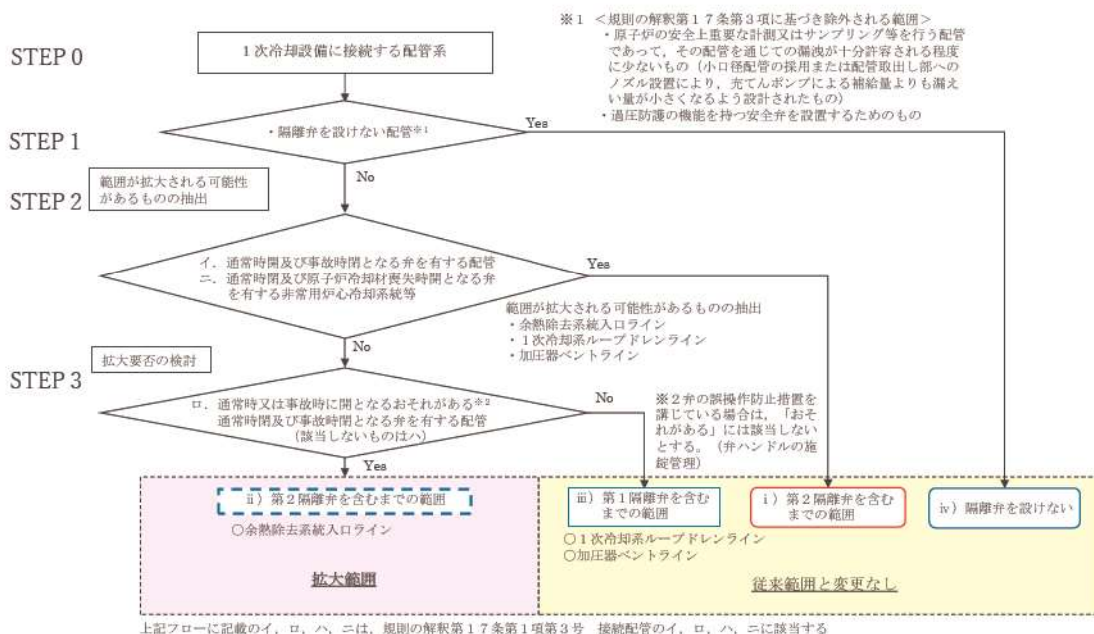 ※1 <規則の解釈第17条第3項に基づき除外される範囲>
・原子炉の安全上重要な計測又はサンプリング等を行う配管
であって，その配管を通じての漏洩が十分許容される程度
に少ないもの（小口径配管の採用または配管取出し部への
ノズル設置により，充てんポンプによる補給量よりも漏え
い量が小さくなるよう設計されたもの）
・過圧防護の機能を持つ安全弁を設置するためのもの
STEP 0
1次冷却設備に接続する配管系
STEP 1
・隔離弁を設けない配管※1
Yes
No
STEP 2
範囲が拡大される可能性
があるものの抽出
イ．通常時開及び事故時閉となる弁を有する配管
ニ．通常時閉及び原子炉冷却材喪失時開となる弁
を有する非常用炉心冷却系統等
Yes
No
範囲が拡大される可能性があるものの抽出
・余熱除去系統入口ライン
・1次冷却系ループドレンライン
・加圧器ベントライン
STEP 3
拡大要否の検討
ロ．通常時又は事故時に開となるおそれがある※2
通常時閉及び事故時閉となる弁を有する配管
（該当しないものはハ）
No
Yes
※2弁の誤操作防止措置を
講じている場合は，「おそ
れがある」には該当しない
とする。（弁ハンドルの施
錠管理）
ⅱ）第2隔離弁を含むまでの範囲
○余熱除去系統入口ライン
拡大範囲
ⅲ）第1隔離弁を含む
までの範囲
○1次冷却系ループドレンライン
○加圧器ベントライン
ⅰ）第2隔離弁を含む
までの範囲
ⅳ）隔離弁を設けない
従来範囲と変更なし
上記フローに記載のイ，ロ，ハ，ニは，規則の解釈第17条第1項第3号 接続配管のイ，ロ，ハ，ニに該当する